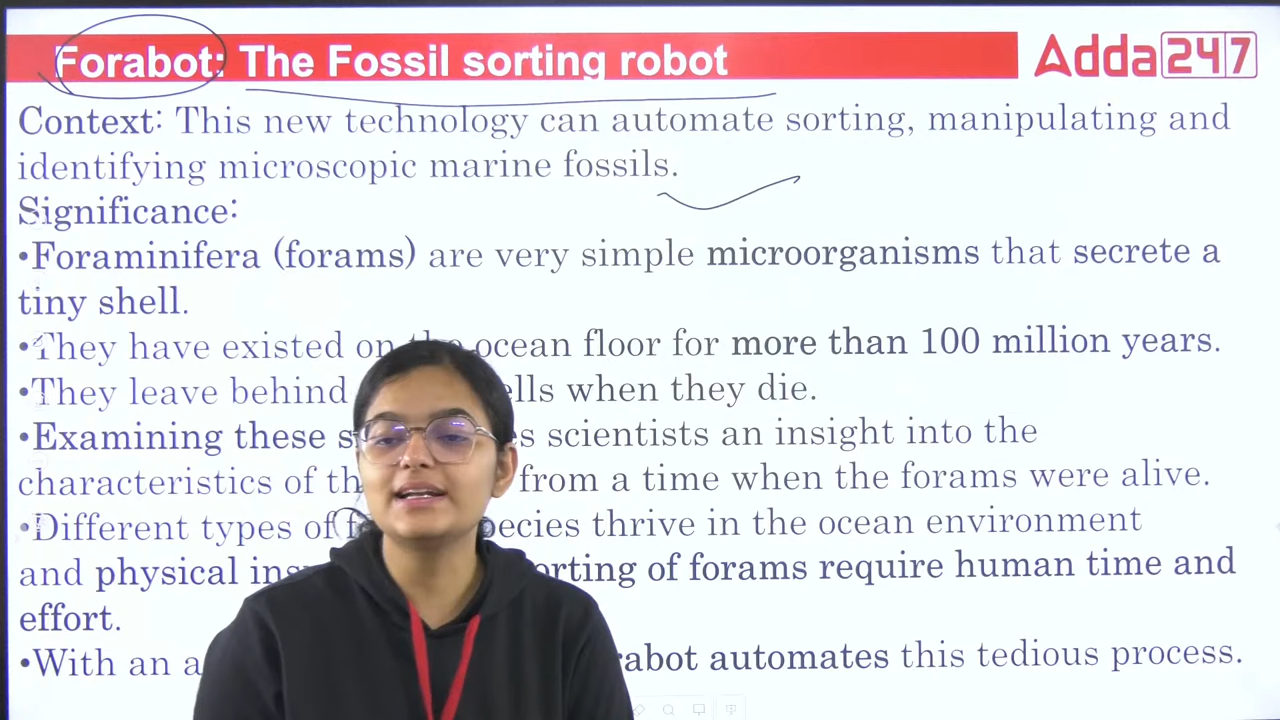 Forabot: The Fossil sorting robot
Adda247
Context: This new technology can automate sorting, manipulating and
identifying microscopic marine fossils.
Significance:
•Foraminifera (forams) are very simple microorganisms that secrete a
tiny shell.
•They have existed on the ocean floor for more than 100 million years.
•They leave behind ells when they die.
•Examining these s es scientists an insight into the
characteristics of th from a time when the forams were alive.
•Different types of f pecies thrive in the ocean environment
and physical ins orting of forams require human time and
effort.
•With an a rabot automates this tedious process.